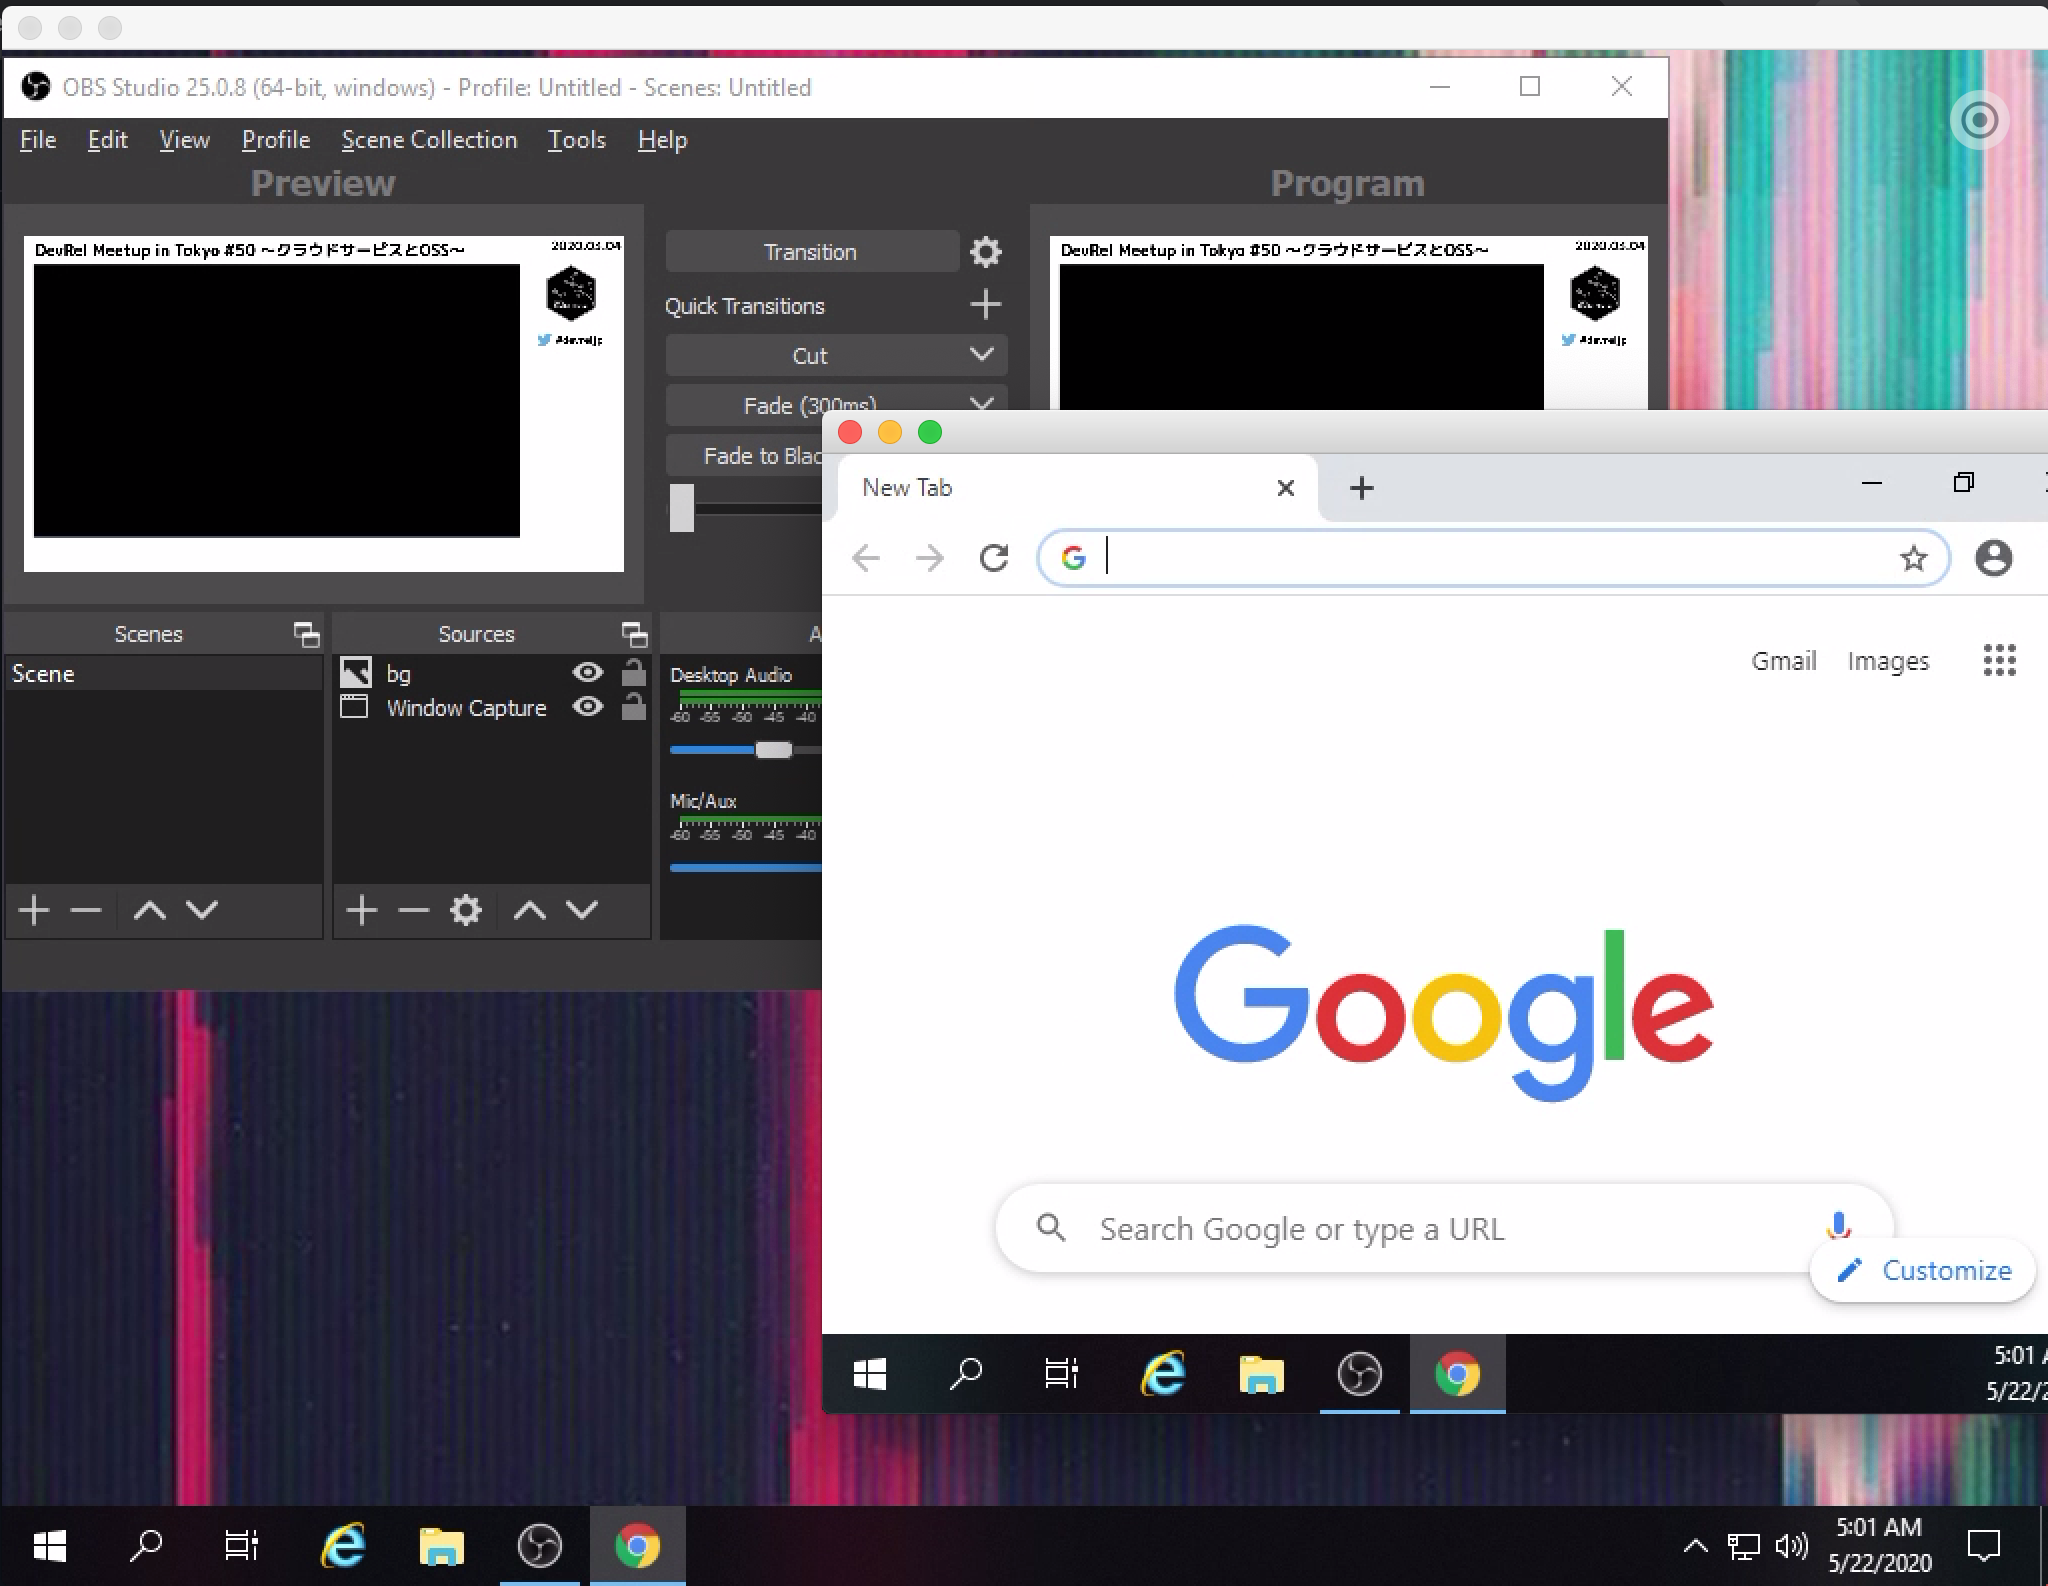 OBS Studio 25.0.8 (64-bit, windows) - Profile: Untitled - Scenes: Untitled
File Edit View Profile Scene Collection Tools Help
Preview
Program
DevRel Meetup in Tokyo #50 〜クラウドサービスとOSS〜
2020.03.04
#devreljp
Transition
Quick Transitions
Cut
Fade (300ms)
Fade to Blac
DevRel Meetup in Tokyo #50 〜クラウドサービスとOSS〜
2020.03.04
#devreljp
Scenes
Scene
Sources
bg
Window Capture
A
Desktop Audio
-60 -55 -50 -45 -40
Mic/Aux
-60 -55 -50 -45 -40
New Tab
Gmail Images
Google
Search Google or type a URL
Customize
5:01 A
5/22/2
5:01 AM
5/22/2020